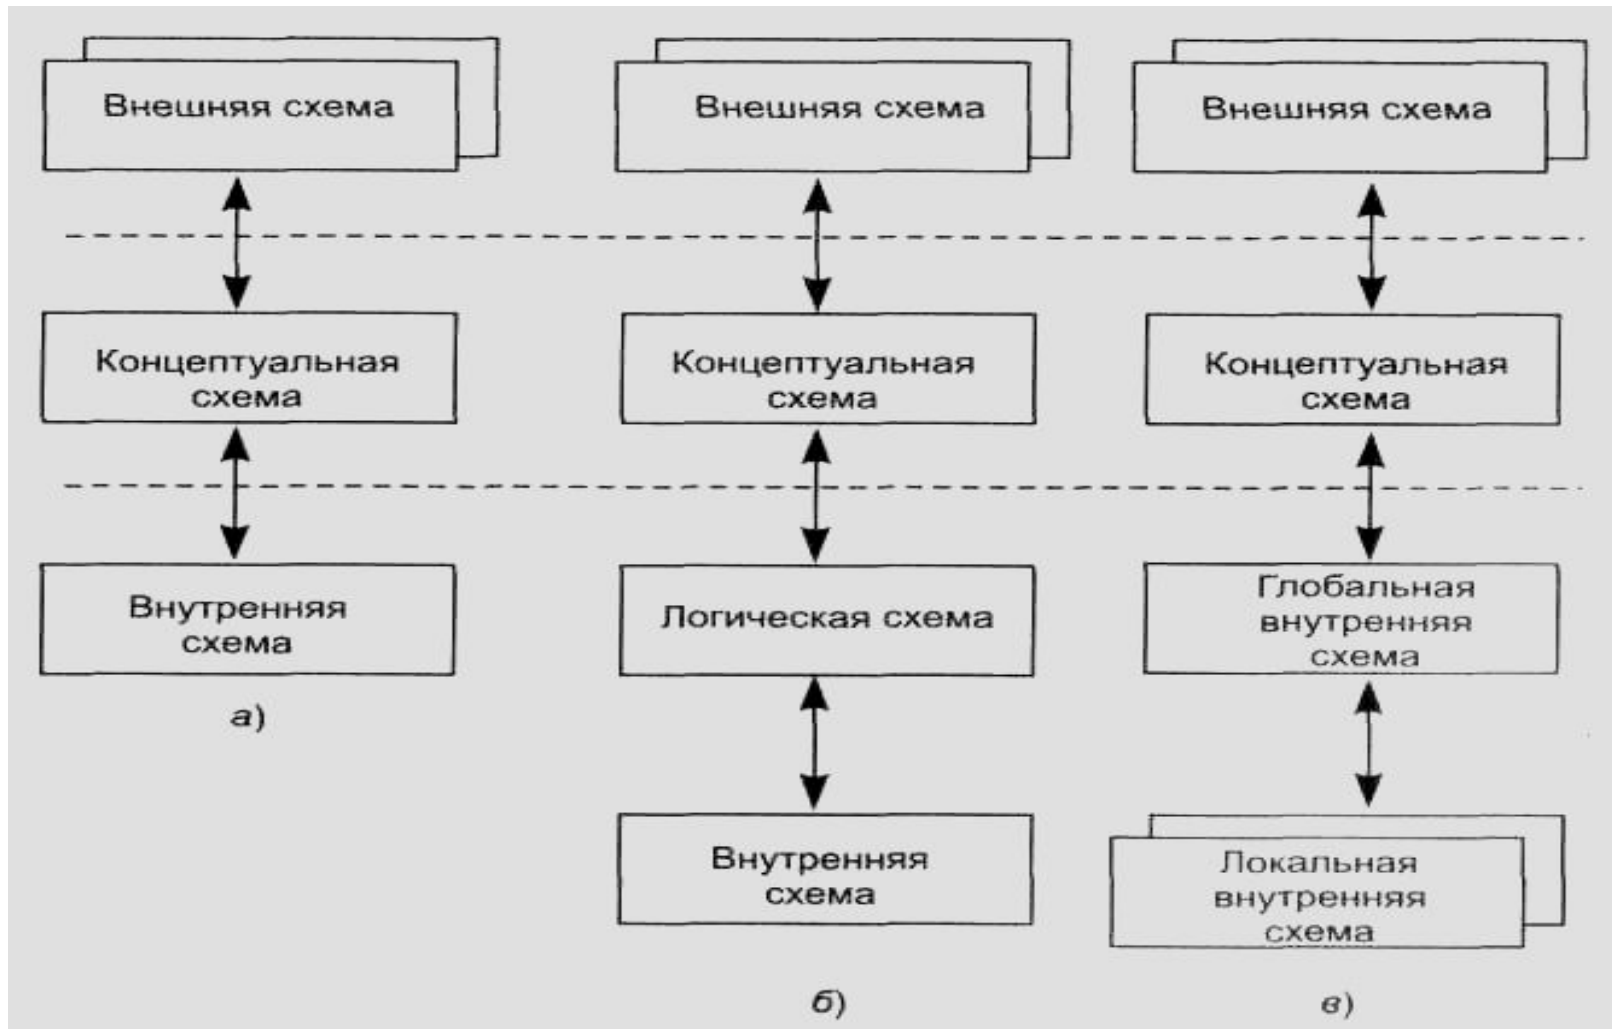 Внешняя схема
Внешняя схема
Внешняя схема
Концептуальная
схема
Концептуальная
схема
Концептуальная
схема
Внутренняя
схема
Логическая схема
Глобальная
внутренняя
схема
а)
Внутренняя
схема
Локальная
внутренняя
схема
б)
в)